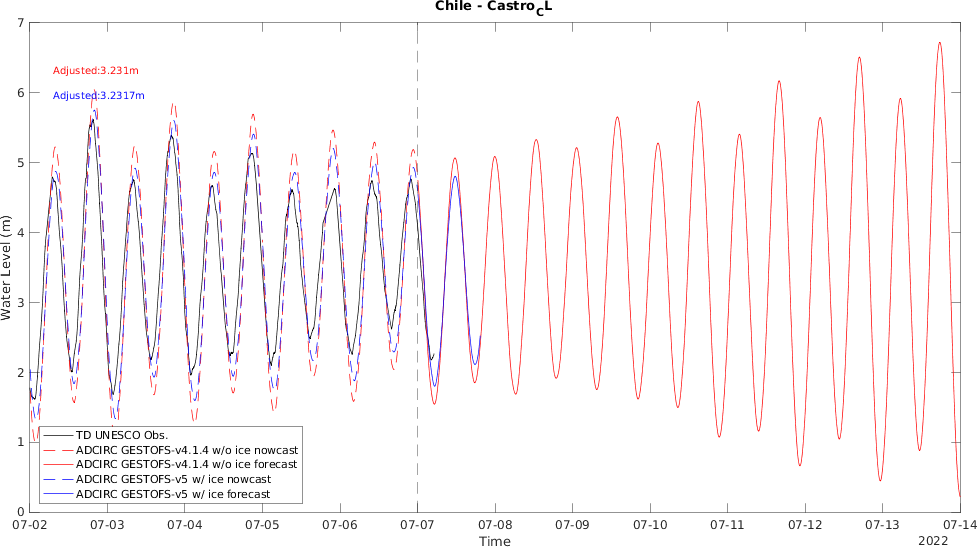 Chile - Castro_CL
7
6
5
4
3
2
1
0
Water Level (m)
Adjusted:3.231m
Adjusted:3.2317m
TD UNESCO Obs.
ADCIRC GESTOFS-v4.1.4 w/o ice nowcast
ADCIRC GESTOFS-v4.1.4 w/o ice forecast
ADCIRC GESTOFS-v5 w/ ice nowcast
ADCIRC GESTOFS-v5 w/ ice forecast
07-02 07-03 07-04 07-05 07-06 07-07 07-08 07-09 07-10 07-11 07-12 07-13 07-14
Time
2022